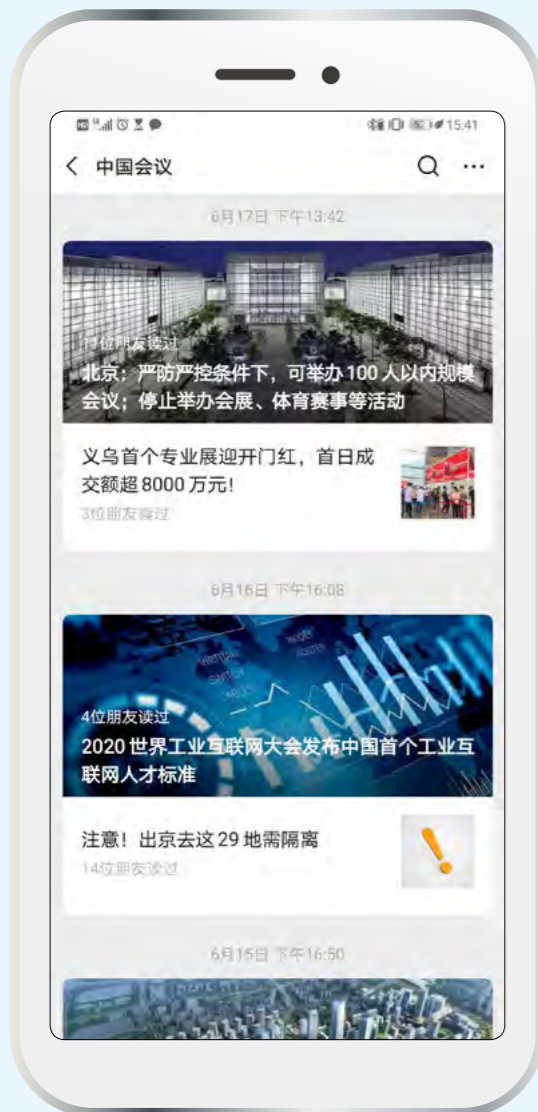 15:41
中国会议
6月17日 下午13:42
11位朋友读过
北京：严防严控条件下，可举办100人以内规模
会议；停止举办会展、体育赛事等活动
义乌首个专业展迎开门红，首日成
交额超8000万元！
3位朋友读过
6月16日 下午16:08
4位朋友读过
2020世界工业互联网大会发布中国首个工业互
联网人才标准
注意！出京去这29地需隔离
14位朋友读过
6月15日 下午16:50